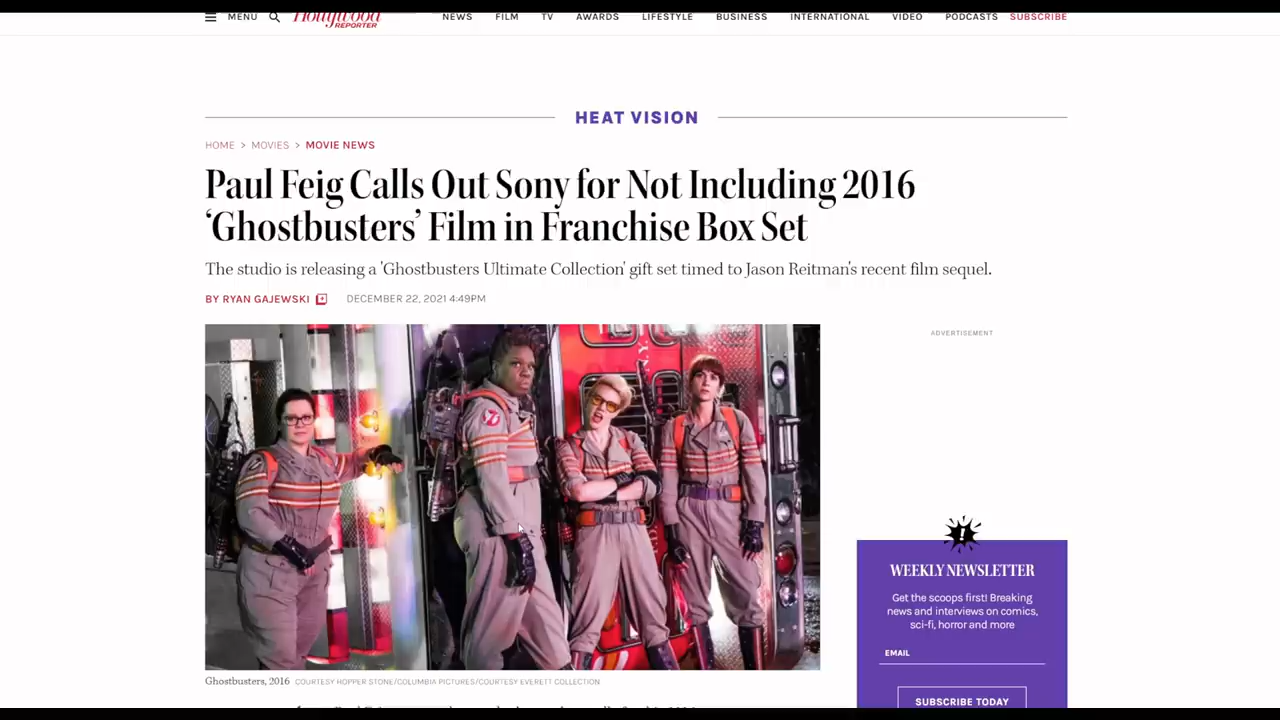 MENU
Hollywood
REPORTER
NEWS FILM TV AWARDS LIFESTYLE BUSINESS INTERNATIONAL VIDEO PODCASTS SUBSCRIBE
HEAT VISION
HOME > MOVIES > MOVIE NEWS
Paul Feig Calls Out Sony for Not Including 2016
‘Ghostbusters’ Film in Franchise Box Set
The studio is releasing a 'Ghostbusters Ultimate Collection' gift set timed to Jason Reitman's recent film sequel.
BY RYAN GAJEWSKI
DECEMBER 22, 2021 4:49PM
ADVERTISEMENT
N.Y.
Ghostbusters, 2016 COURTESY HOPPER STONE/COLUMBIA PICTURES/COURTESY EVERETT COLLECTION
WEEKLY NEWSLETTER
Get the scoops first! Breaking
news and interviews on comics,
sci-fi, horror and more
EMAIL
SUBSCRIBE TODAY